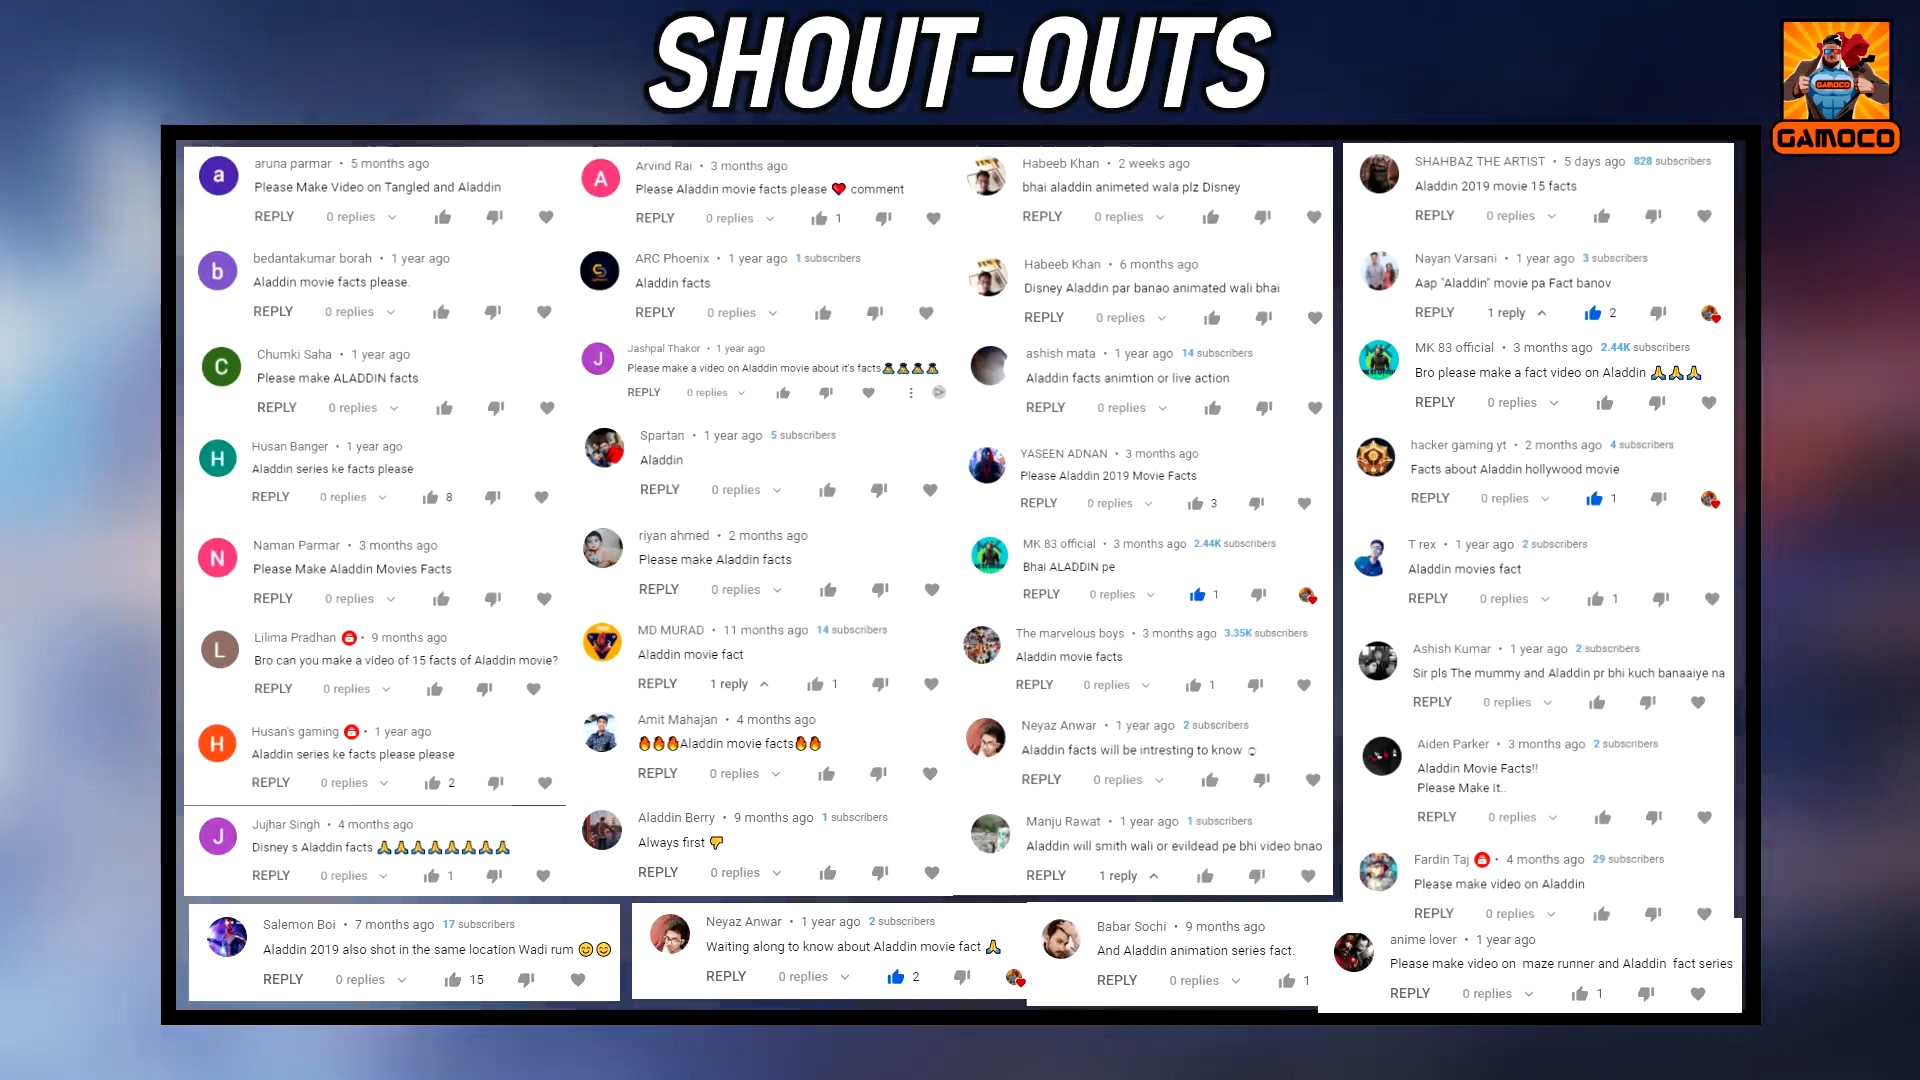 SHOUT-OUTS
GAMOCO
GAMOCO
aruna parmar • 5 months ago
Please Make Video on Tangled and Aladdin
REPLY 0 replies
bedantakumar borah • 1 year ago
Aladdin movie facts please.
REPLY 0 replies
Chumki Saha • 1 year ago
Please make ALADDIN facts
REPLY 0 replies
Husan Banger • 1 year ago
Aladdin series ke facts please
REPLY 0 replies 8
Naman Parmar • 3 months ago
Please Make Aladdin Movies Facts
REPLY 0 replies
Lilima Pradhan • 9 months ago
Bro can you make a video of 15 facts of Aladdin movie?
REPLY 0 replies
Husan's gaming • 1 year ago
Aladdin series ke facts please please
REPLY 0 replies 2
Jujhar Singh • 4 months ago
Disney s Aladdin facts 🙏🙏🙏🙏🙏🙏🙏🙏
REPLY 0 replies 1
Arvind Rai • 3 months ago
Please Aladdin movie facts please ❤️ comment
REPLY 0 replies 1
ARC Phoenix • 1 year ago 1 subscribers
Aladdin facts
REPLY 0 replies
Jashpal Thakor • 1 year ago
Please make a video on Aladdin movie about it's facts
REPLY 0 replies
Spartan • 1 year ago 5 subscribers
Aladdin
REPLY 0 replies
riyan ahmed • 2 months ago
Please make Aladdin facts
REPLY 0 replies
MD MURAD • 11 months ago 14 subscribers
Aladdin movie fact
REPLY 1 reply 1
Amit Mahajan • 4 months ago
🔥🔥🔥Aladdin movie facts🔥🔥
REPLY 0 replies
Aladdin Berry • 9 months ago 1 subscribers
Always first 👎
REPLY 0 replies
Habeeb Khan • 2 weeks ago
bhai aladdin animeted wala plz Disney
REPLY 0 replies
Habeeb Khan • 6 months ago
Disney Aladdin par banao animated wali bhai
REPLY 0 replies
ashish mata • 1 year ago 14 subscribers
Aladdin facts animtion or live action
REPLY 0 replies
YASEEN ADNAN • 3 months ago
Please Aladdin 2019 Movie Facts
REPLY 0 replies 3
MK 83 official • 3 months ago 2.44K subscribers
Bhai ALADDIN pe
REPLY 0 replies 1
The marvelous boys • 3 months ago 3.35K subscribers
Aladdin movie facts
REPLY 0 replies 1
Neyaz Anwar • 1 year ago 2 subscribers
Aladdin facts will be intresting to know
REPLY 0 replies
Manju Rawat • 1 year ago 1 subscribers
Aladdin will smith wali or evildead pe bhi video bnao
REPLY 1 reply
SHAHBAZ THE ARTIST • 5 days ago 828 subscribers
Aladdin 2019 movie 15 facts
REPLY 0 replies
Nayan Varsani • 1 year ago 3 subscribers
Aap "Aladdin" movie pa Fact banov
REPLY 1 reply 2
MK 83 official • 3 months ago 2.44K subscribers
Bro please make a fact video on Aladdin 🙏🙏🙏
REPLY 0 replies
hacker gaming yt • 2 months ago 4 subscribers
Facts about Aladdin hollywood movie
REPLY 0 replies 1
T rex • 1 year ago 2 subscribers
Aladdin movies fact
REPLY 0 replies 1
Ashish Kumar • 1 year ago 2 subscribers
Sir pls The mummy and Aladdin pr bhi kuch banaaiye na
REPLY 0 replies
Aiden Parker • 3 months ago 2 subscribers
Aladdin Movie Facts!!
Please Make It..
REPLY 0 replies
Fardin Taj • 4 months ago 29 subscribers
Please make video on Aladdin
REPLY 0 replies
Salemon Boi • 7 months ago 17 subscribers
Aladdin 2019 also shot in the same location Wadi rum 😊😊
REPLY 0 replies 15
Neyaz Anwar • 1 year ago 2 subscribers
Waiting along to know about Aladdin movie fact 🙏
REPLY 0 replies 2
Babar Sochi • 9 months ago
And Aladdin animation series fact.
REPLY 0 replies 1
anime lover • 1 year ago
Please make video on maze runner and Aladdin fact series
REPLY 0 replies 1